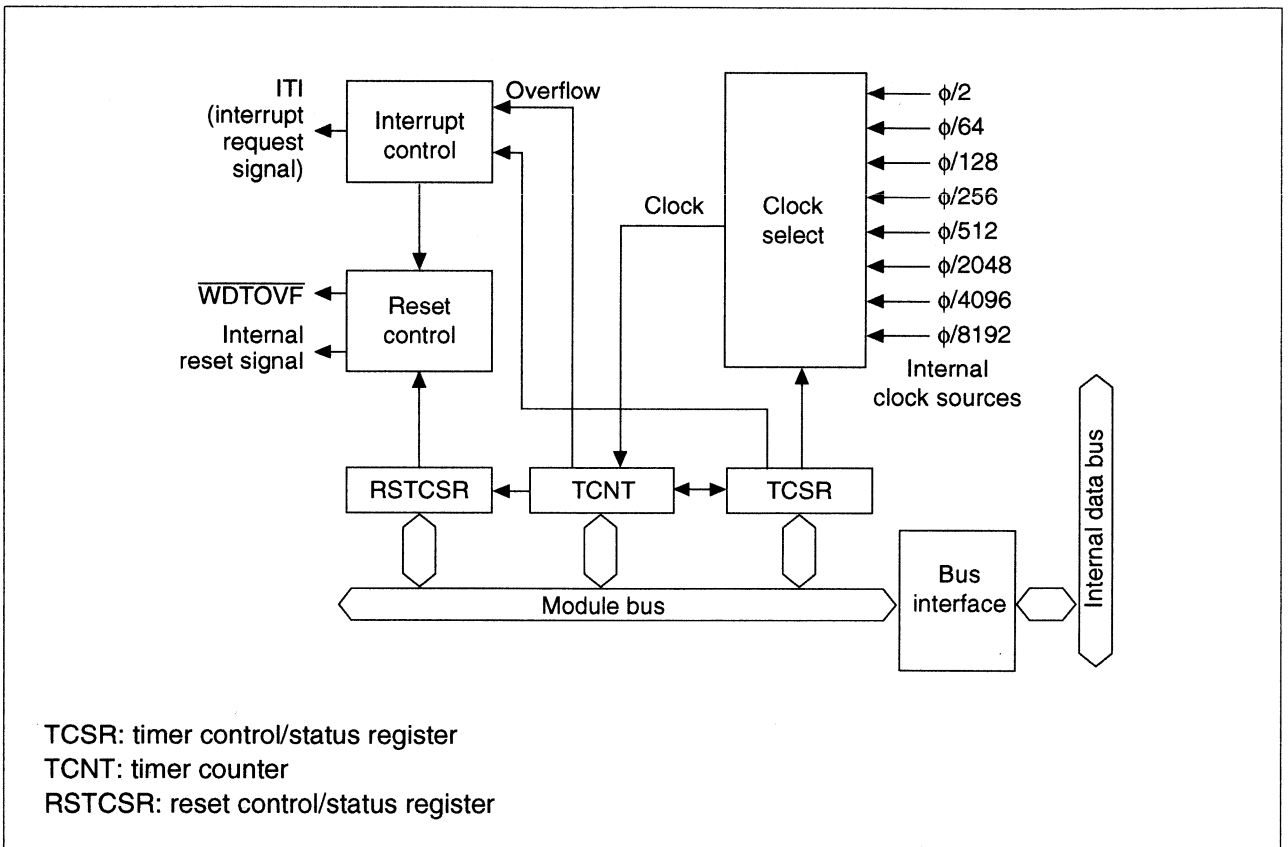 ITI
(interrupt
request
signal)
Interrupt
control
Overflow
Clock
Clock
select
ϕ/2
ϕ/64
ϕ/128
ϕ/256
ϕ/512
ϕ/2048
ϕ/4096
ϕ/8192
Internal
clock sources
WDTOVF
Internal
reset signal
Reset
control
RSTCSR
TCNT
TCSR
Module bus
Bus
interface
Internal data bus
TCSR: timer control/status register
TCNT: timer counter
RSTCSR: reset control/status register